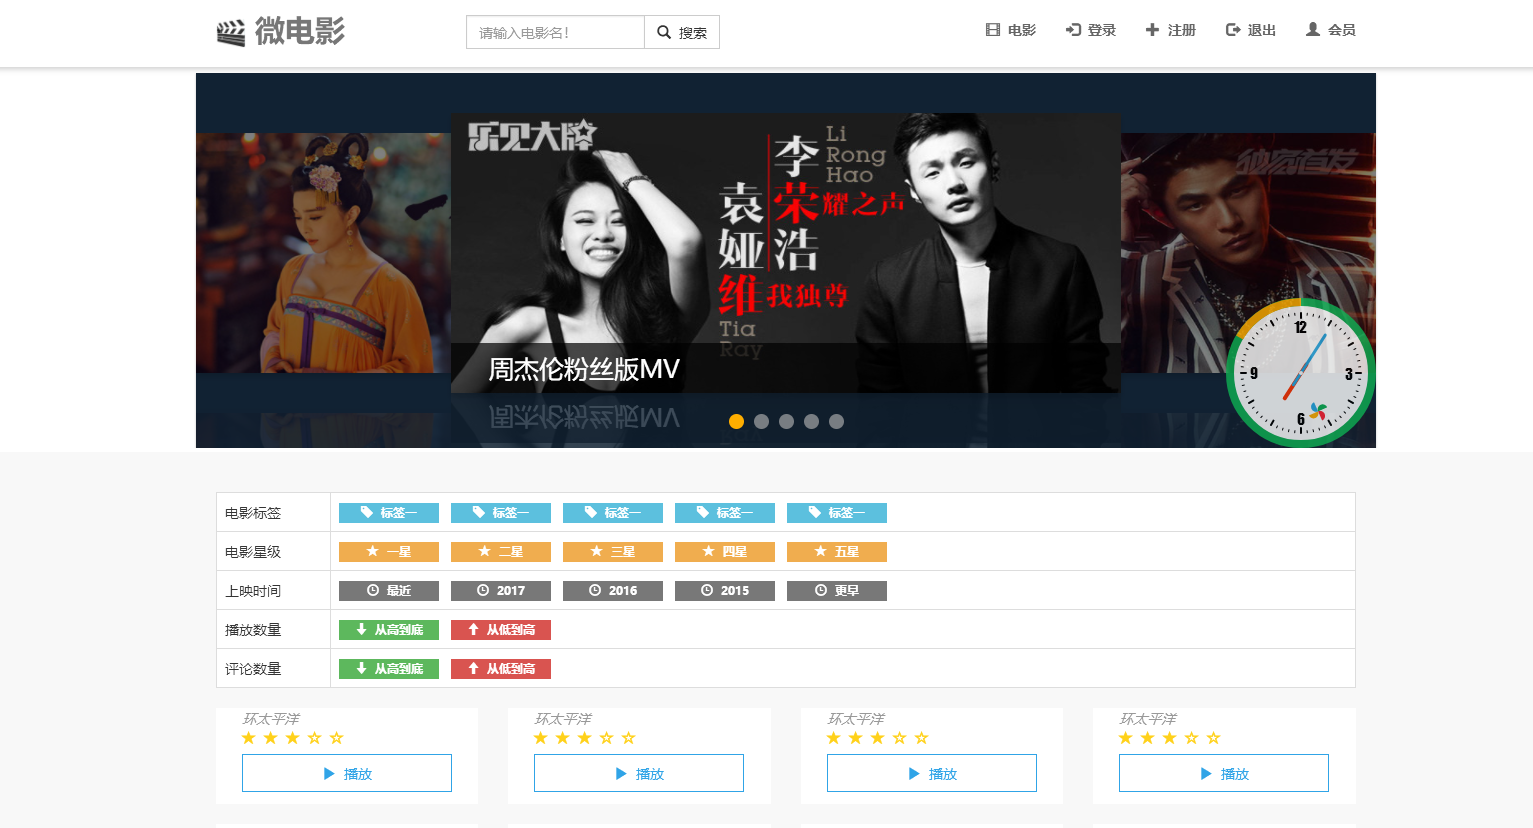 微电影
请输入电影名！
搜索
电影
登录
注册
退出
会员
乐见大牌
李荣浩
Li
Rong
Hao
耀之声
袁娅维
我独尊
Tia
Ray
独家首发
周杰伦粉丝版MV
12
3
6
9
电影标签 标签一 标签一 标签一 标签一 标签一
电影星级 一星 二星 三星 四星 五星
上映时间 最近 2017 2016 2015 更早
播放数量 从高到底 从低到高
评论数量 从高到底 从低到高
环太平洋 环太平洋 环太平洋 环太平洋
播放 播放 播放 播放